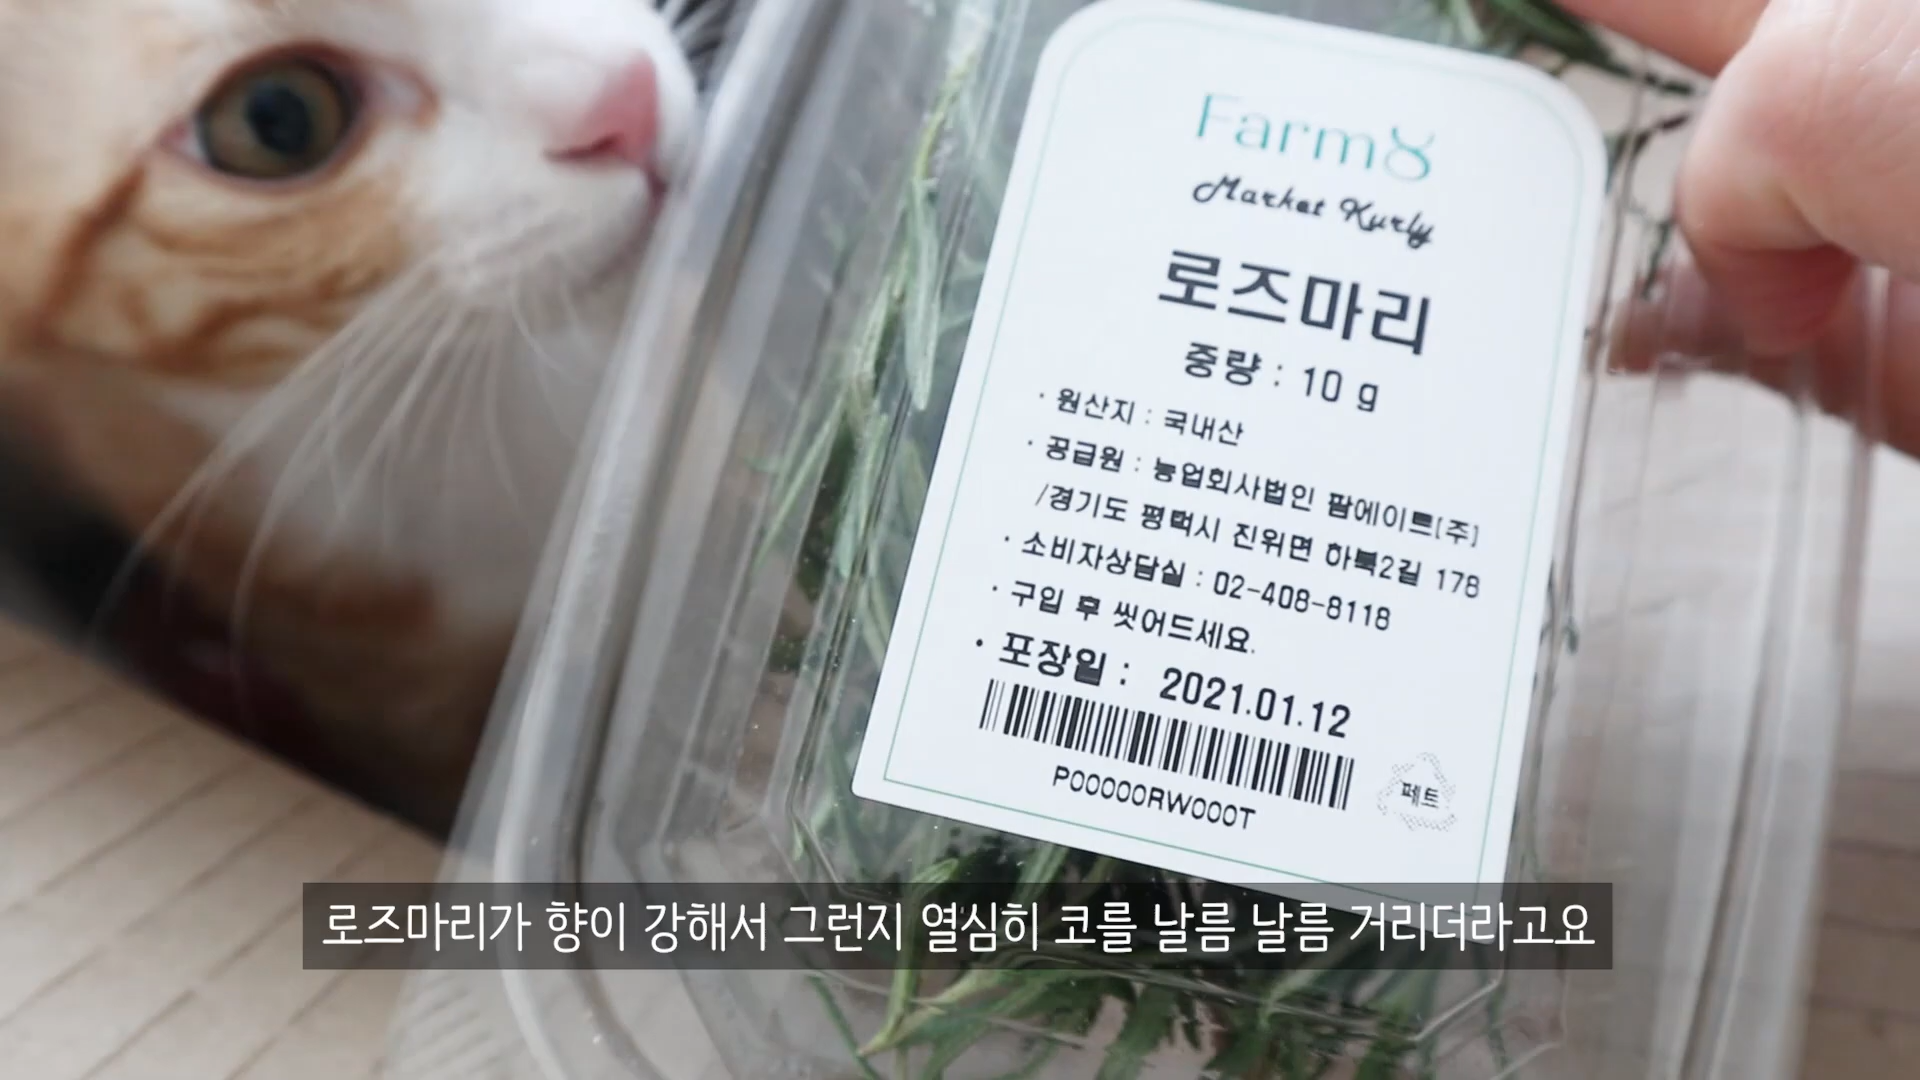 Farm8
Market Kurly
로즈마리
중량 : 10 g
· 원산지 : 국내산
· 공급원 : 농업회사법인 팜에이트(주)
/경기도 평택시 진위면 하북2길 178
· 소비자상담실 : 02-408-8118
· 구입 후 씻어드세요.
· 포장일 : 2021.01.12
P00000RW000T
페트
로즈마리가 향이 강해서 그런지 열심히 코를 날름 날름 거리더라고요